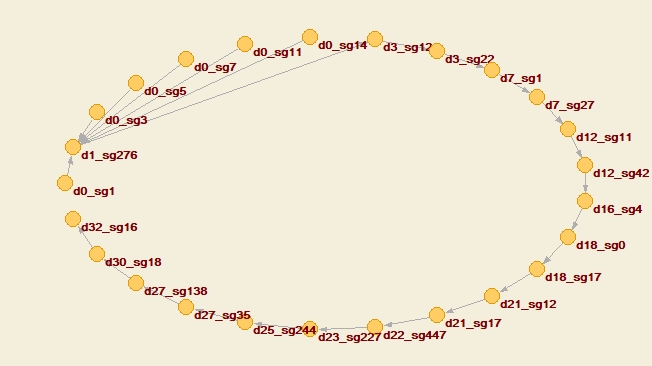 d0_sg14
d3_sg12
d0_sg11
d3_sg22
d0_sg7
d7_sg1
d0_sg5
d7_sg27
d0_sg3
d12_sg11
d1_sg276
d12_sg42
d0_sg1
d16_sg4
d32_sg16
d18_sg0
d30_sg18
d18_sg17
d27_sg138
d21_sg12
d27_sg35
d21_sg17
d25_sg244
d23_sg227
d22_sg447